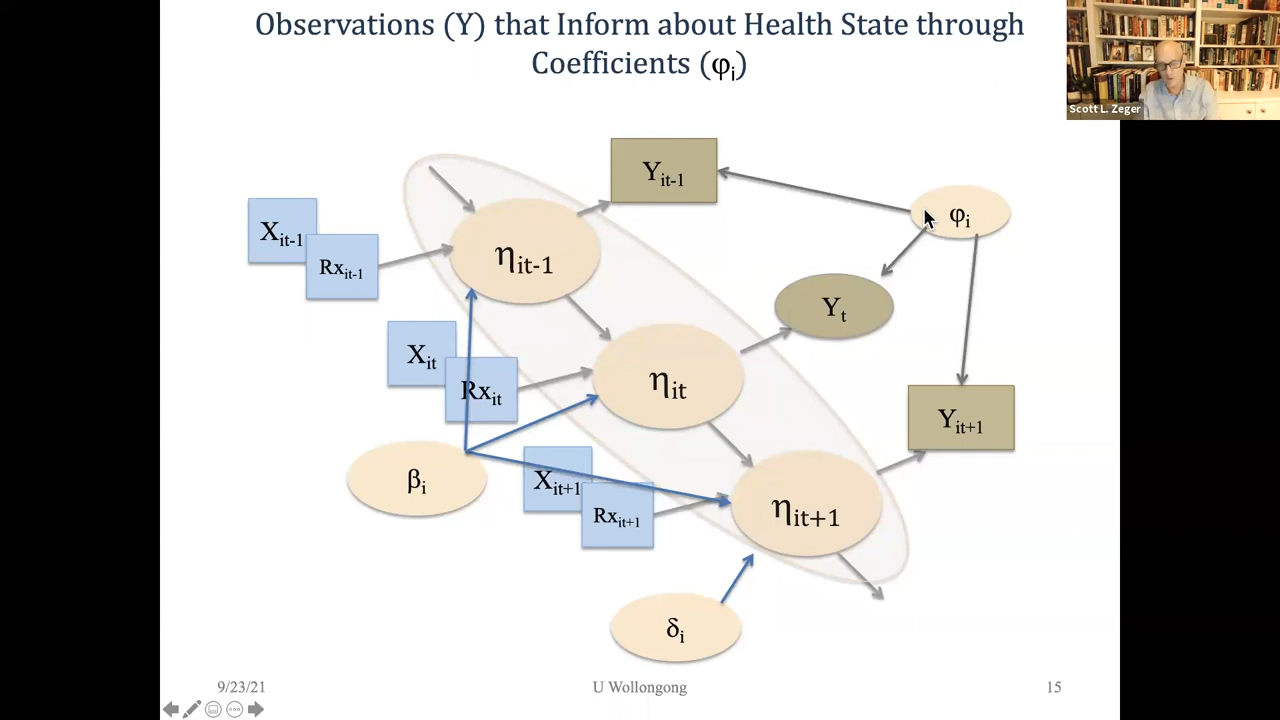 Observations (Y) that Inform about Health State through
Coefficients (φi)
Scott L. Zeger
Yit-1
Xit-1
Rxit-1
ηit-1
φi
Yt
Xit
Rxit
ηit
Yit+1
βi
Xit+1
Rxit+1
ηit+1
δi
9/23/21
U Wollongong
15